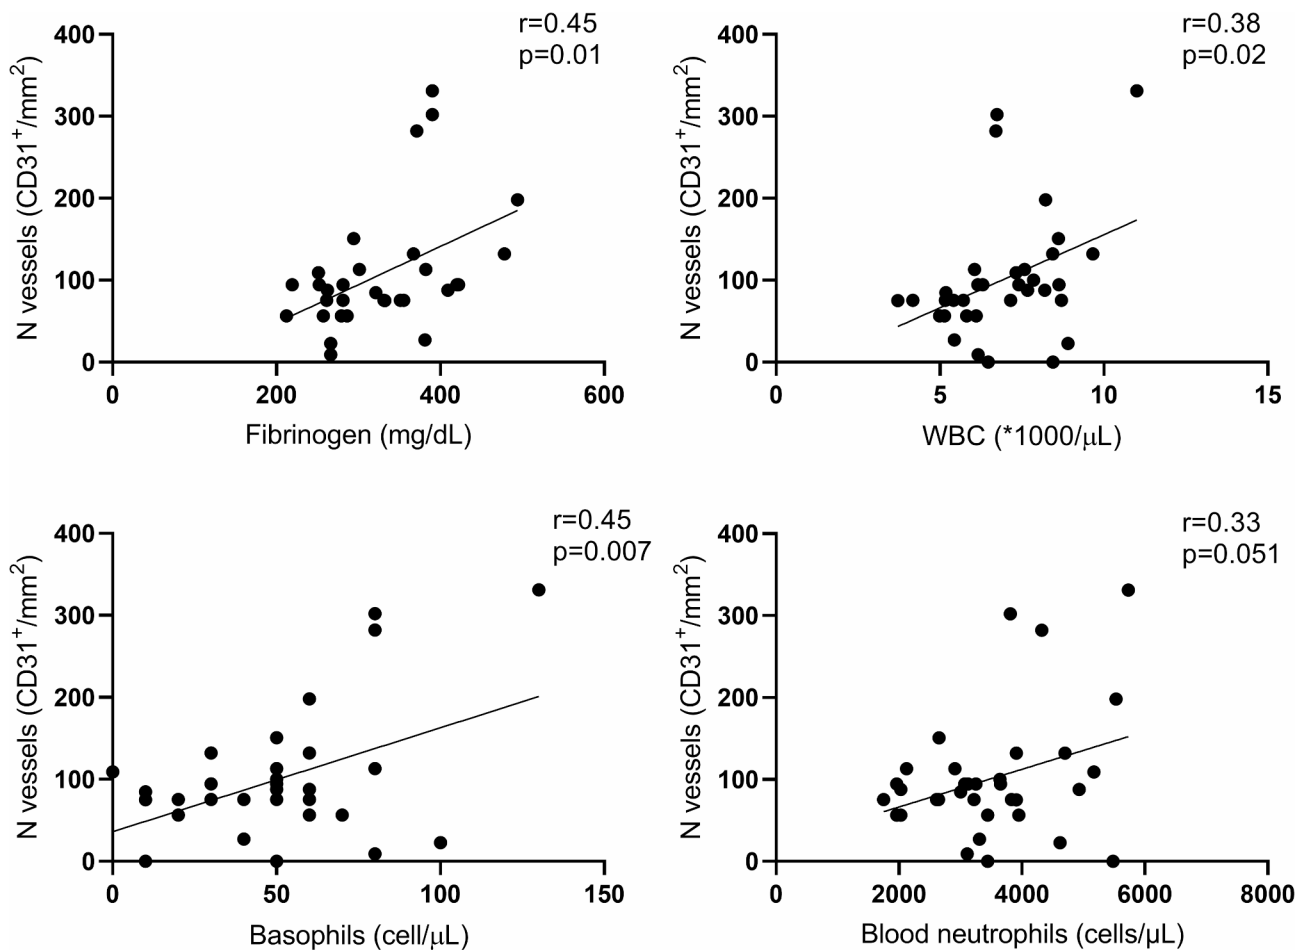 r=0.45
p=0.01
400
300
200
100
0
N vessels (CD31+/mm2)
0 200 400 600
Fibrinogen (mg/dL)
r=0.38
p=0.02
400
300
200
100
0
N vessels (CD31+/mm2)
0 5 10 15
WBC (*1000/μL)
r=0.45
p=0.007
400
300
200
100
0
N vessels (CD31+/mm2)
0 50 100 150
Basophils (cell/μL)
r=0.33
p=0.051
400
300
200
100
0
N vessels (CD31+/mm2)
0 2000 4000 6000 8000
Blood neutrophils (cells/µL)